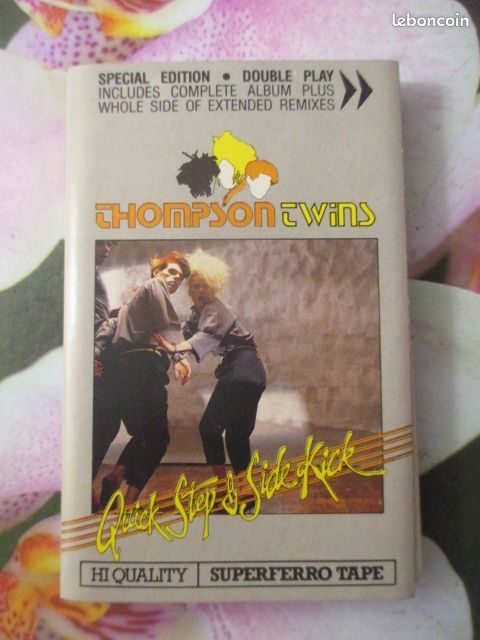 leboncoin
SPECIAL EDITION • DOUBLE PLAY
INCLUDES COMPLETE ALBUM PLUS
WHOLE SIDE OF EXTENDED REMIXES
THOMPSON TWINS
Quick Step & Side Kick
HI QUALITY | SUPERFERRO TAPE